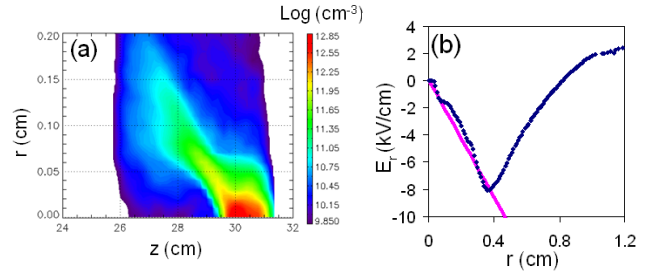 Log (cm-3)
(a)
r (cm)
0.20
0.15
0.10
0.05
0.00
24 26 28 30 32
z (cm)
12.85
12.55
12.25
11.95
11.65
11.35
11.05
10.75
10.45
10.15
9.850
(b)
Er (kV/cm)
4
2
0
-2
-4
-6
-8
-10
0 0.4 0.8 1.2
r (cm)